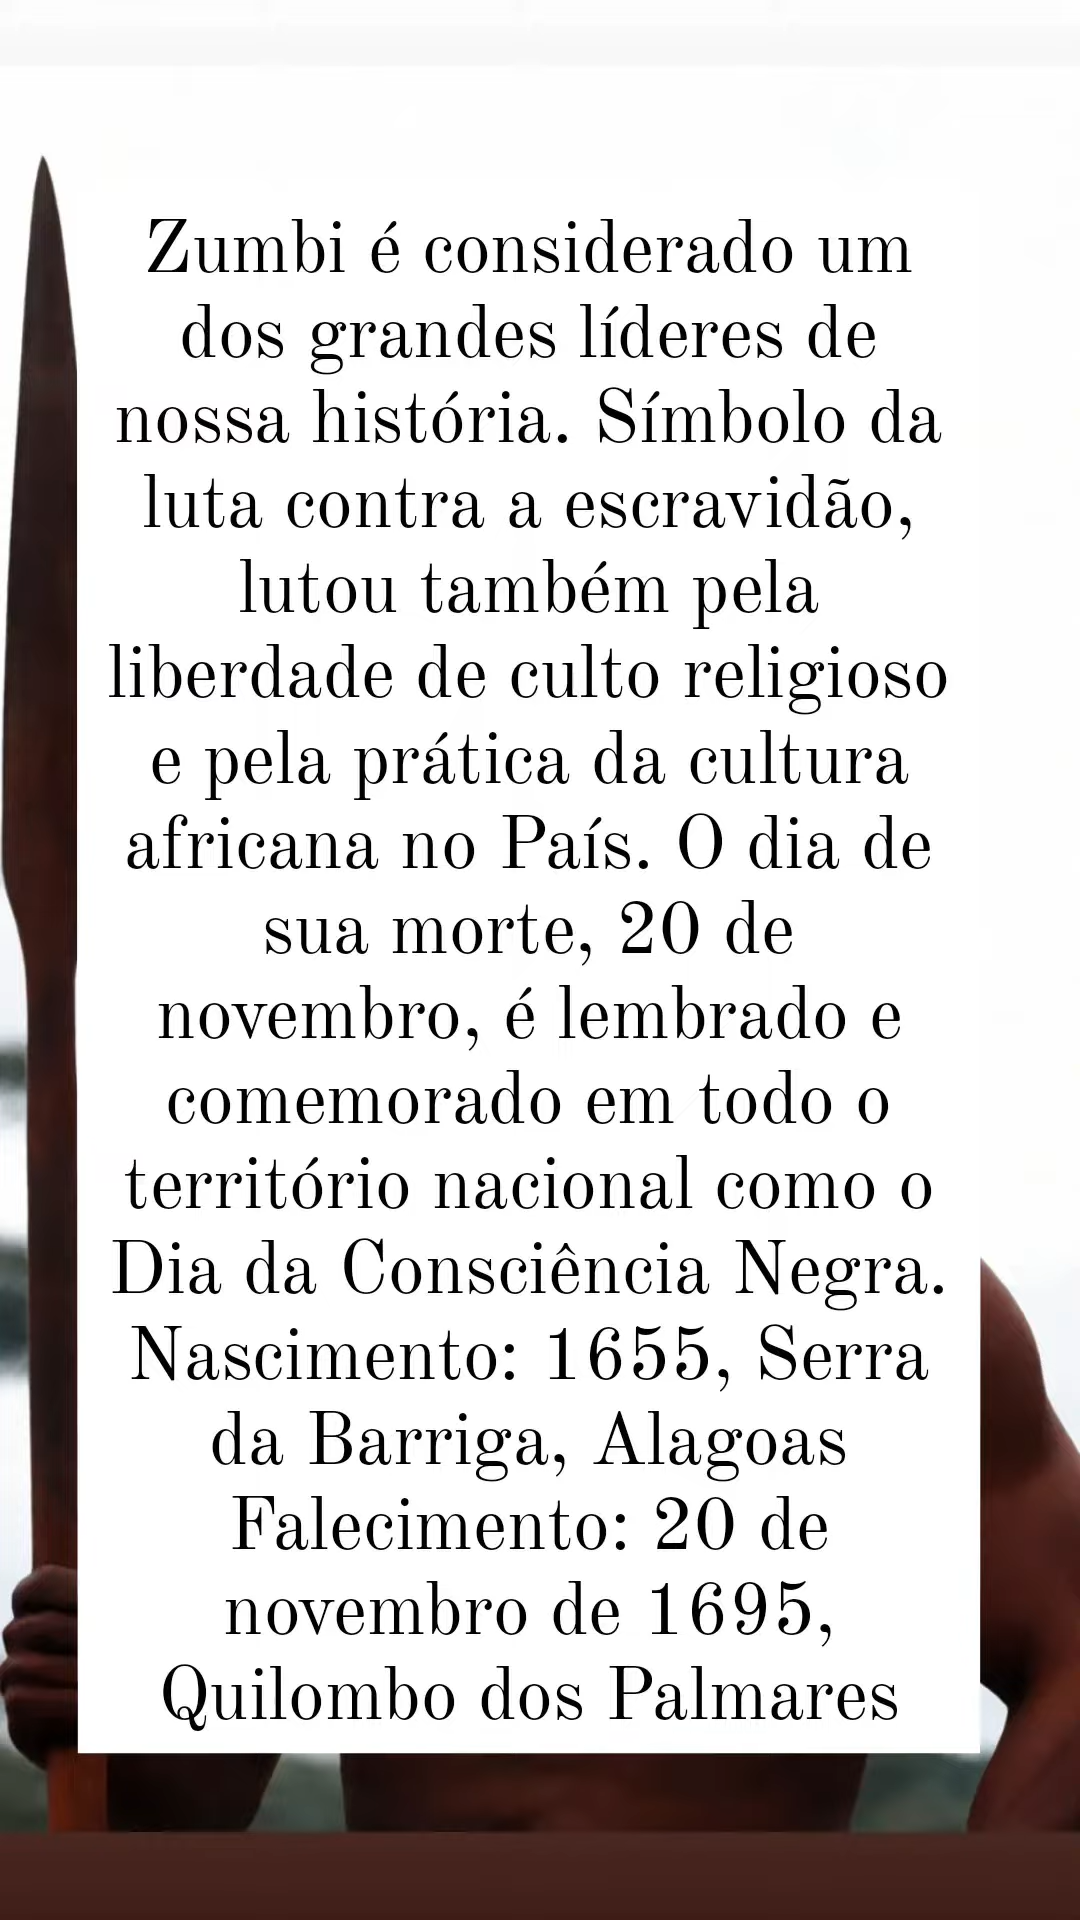 Zumbi é considerado um
dos grandes líderes de
nossa história. Símbolo da
luta contra a escravidão,
lutou também pela
liberdade de culto religioso
e pela prática da cultura
africana no País. O dia de
sua morte, 20 de
novembro, é lembrado e
comemorado em todo o
território nacional como o
Dia da Consciência Negra.
Nascimento: 1655, Serra
da Barriga, Alagoas
Falecimento: 20 de
novembro de 1695,
Quilombo dos Palmares